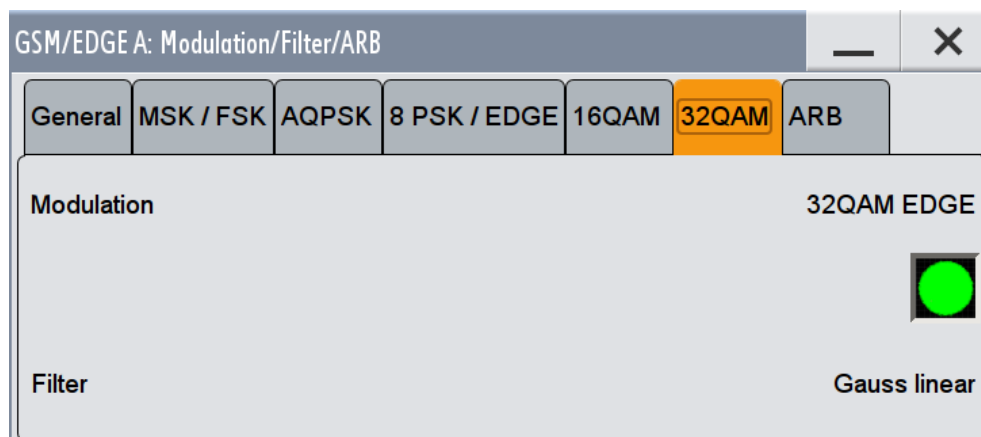 GSM/EDGE A: Modulation/Filter/ARB
General MSK / FSK AQPSK 8 PSK / EDGE 16QAM 32QAM ARB
Modulation 32QAM EDGE
Filter Gauss linear